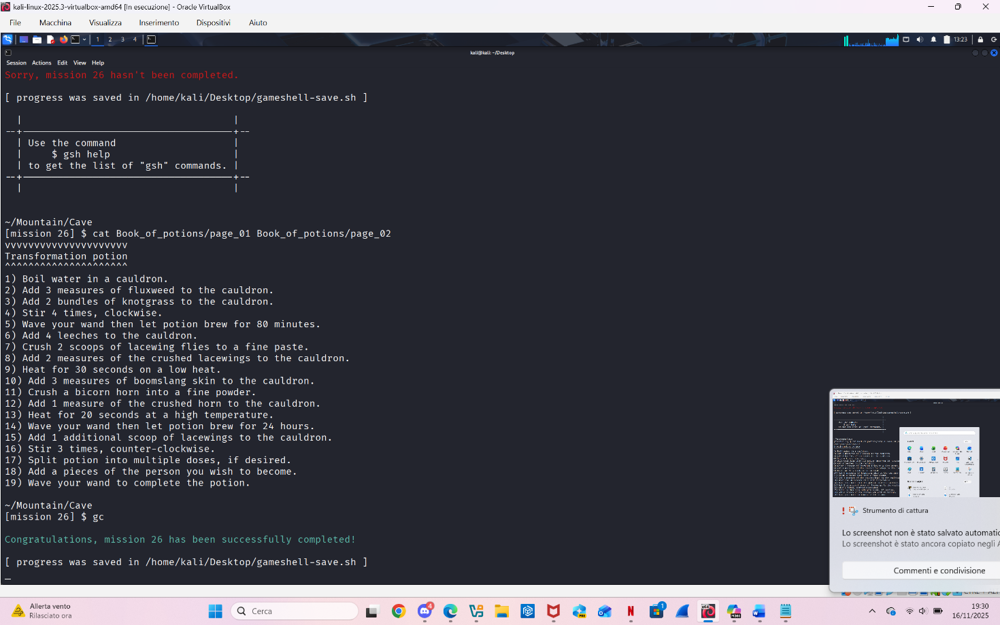 kali-linux-2025.3-virtualbox-amd64 [In esecuzione] - Oracle VirtualBox
File Macchina Visualizza Inserimento Dispositivi Aiuto
1 2 3 4 13:23
kali@kali: ~/Desktop
Session Actions Edit View Help
Sorry, mission 26 hasn't been completed.
[ progress was saved in /home/kali/Desktop/gameshell-save.sh ]
Use the command
$ gsh help
to get the list of "gsh" commands.
~/Mountain/Cave
[mission 26] $ cat Book_of_potions/page_01 Book_of_potions/page_02
vvvvvvvvvvvvvvvvvvvvv
Transformation potion
^^^^^^^^^^^^^^^^^^^^^
1) Boil water in a cauldron.
2) Add 3 measures of fluxweed to the cauldron.
3) Add 2 bundles of knotgrass to the cauldron.
4) Stir 4 times, clockwise.
5) Wave your wand then let potion brew for 80 minutes.
6) Add 4 leeches to the cauldron.
7) Crush 2 scoops of lacewing flies to a fine paste.
8) Add 2 measures of the crushed lacewings to the cauldron.
9) Heat for 30 seconds on a low heat.
10) Add 3 measures of boomslang skin to the cauldron.
11) Crush a bicorn horn into a fine powder.
12) Add 1 measure of the crushed horn to the cauldron.
13) Heat for 20 seconds at a high temperature.
14) Wave your wand then let potion brew for 24 hours.
15) Add 1 additional scoop of lacewings to the cauldron.
16) Stir 3 times, counter-clockwise.
17) Split potion into multiple doses, if desired.
18) Add a pieces of the person you wish to become.
19) Wave your wand to complete the potion.
~/Mountain/Cave
[mission 26] $ gc
Congratulations, mission 26 has been successfully completed!
[ progress was saved in /home/kali/Desktop/gameshell-save.sh ]
Strumento di cattura
Lo screenshot non è stato salvato automatic
Lo screenshot è stato ancora copiato negli A
Commenti e condivisione
Allerta vento
Rilasciato ora
Cerca
4
1
19:30
16/11/2025